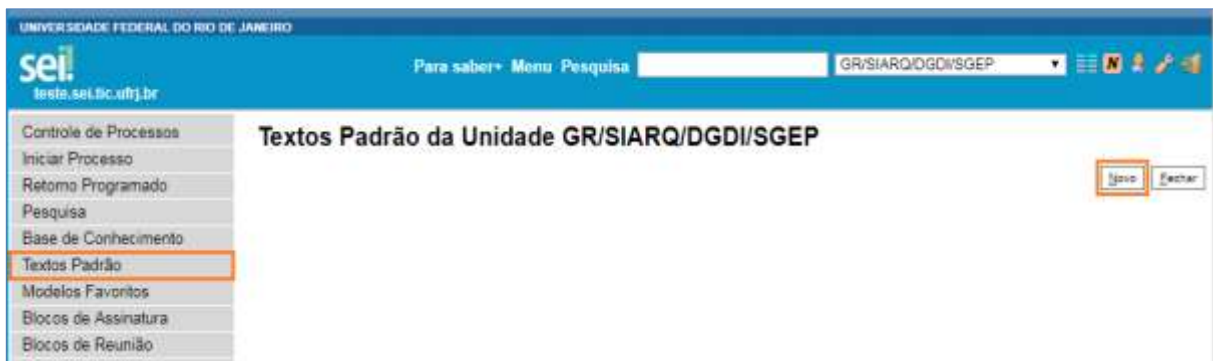 UNIVERSIDADE FEDERAL DO RIO DE JANEIRO
sei!
teste.sei.tic.ufrj.br
Para saber+ Menu Pesquisa
GR/SIARQ/DGDI/SGEP
N
Controle de Processos
Iniciar Processo
Retorno Programado
Pesquisa
Base de Conhecimento
Textos Padrão
Modelos Favoritos
Blocos de Assinatura
Blocos de Reunião
Textos Padrão da Unidade GR/SIARQ/DGDI/SGEP
Novo Fechar